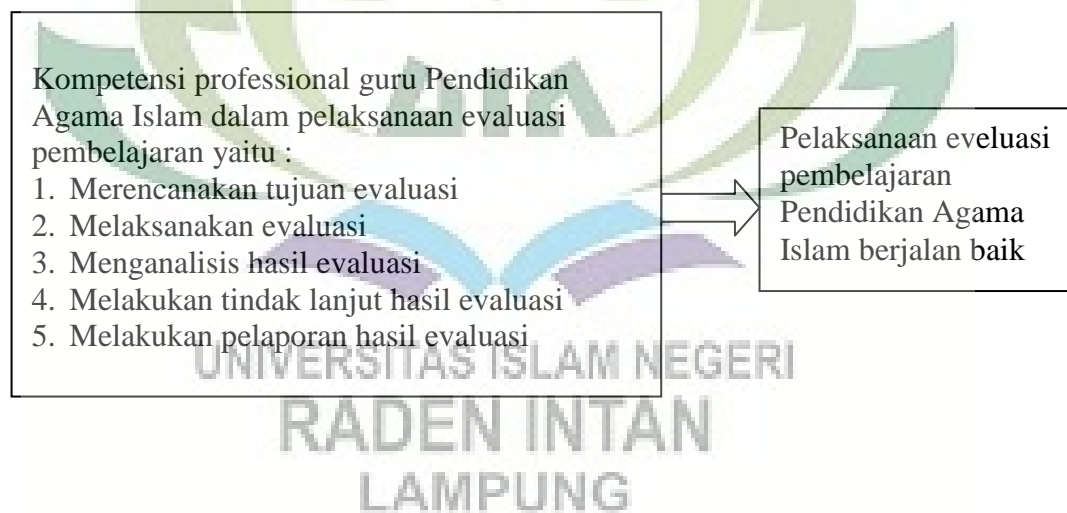 Kompetensi professional guru Pendidikan
Agama Islam dalam pelaksanaan evaluasi
pembelajaran yaitu :
1. Merencanakan tujuan evaluasi
2. Melaksanakan evaluasi
3. Menganalisis hasil evaluasi
4. Melakukan tindak lanjut hasil evaluasi
5. Melakukan pelaporan hasil evaluasi
Pelaksanaan eveluasi
pembelajaran
Pendidikan Agama
Islam berjalan baik
UNIVERSITAS ISLAM NEGERI
RADEN INTAN
LAMPUNG